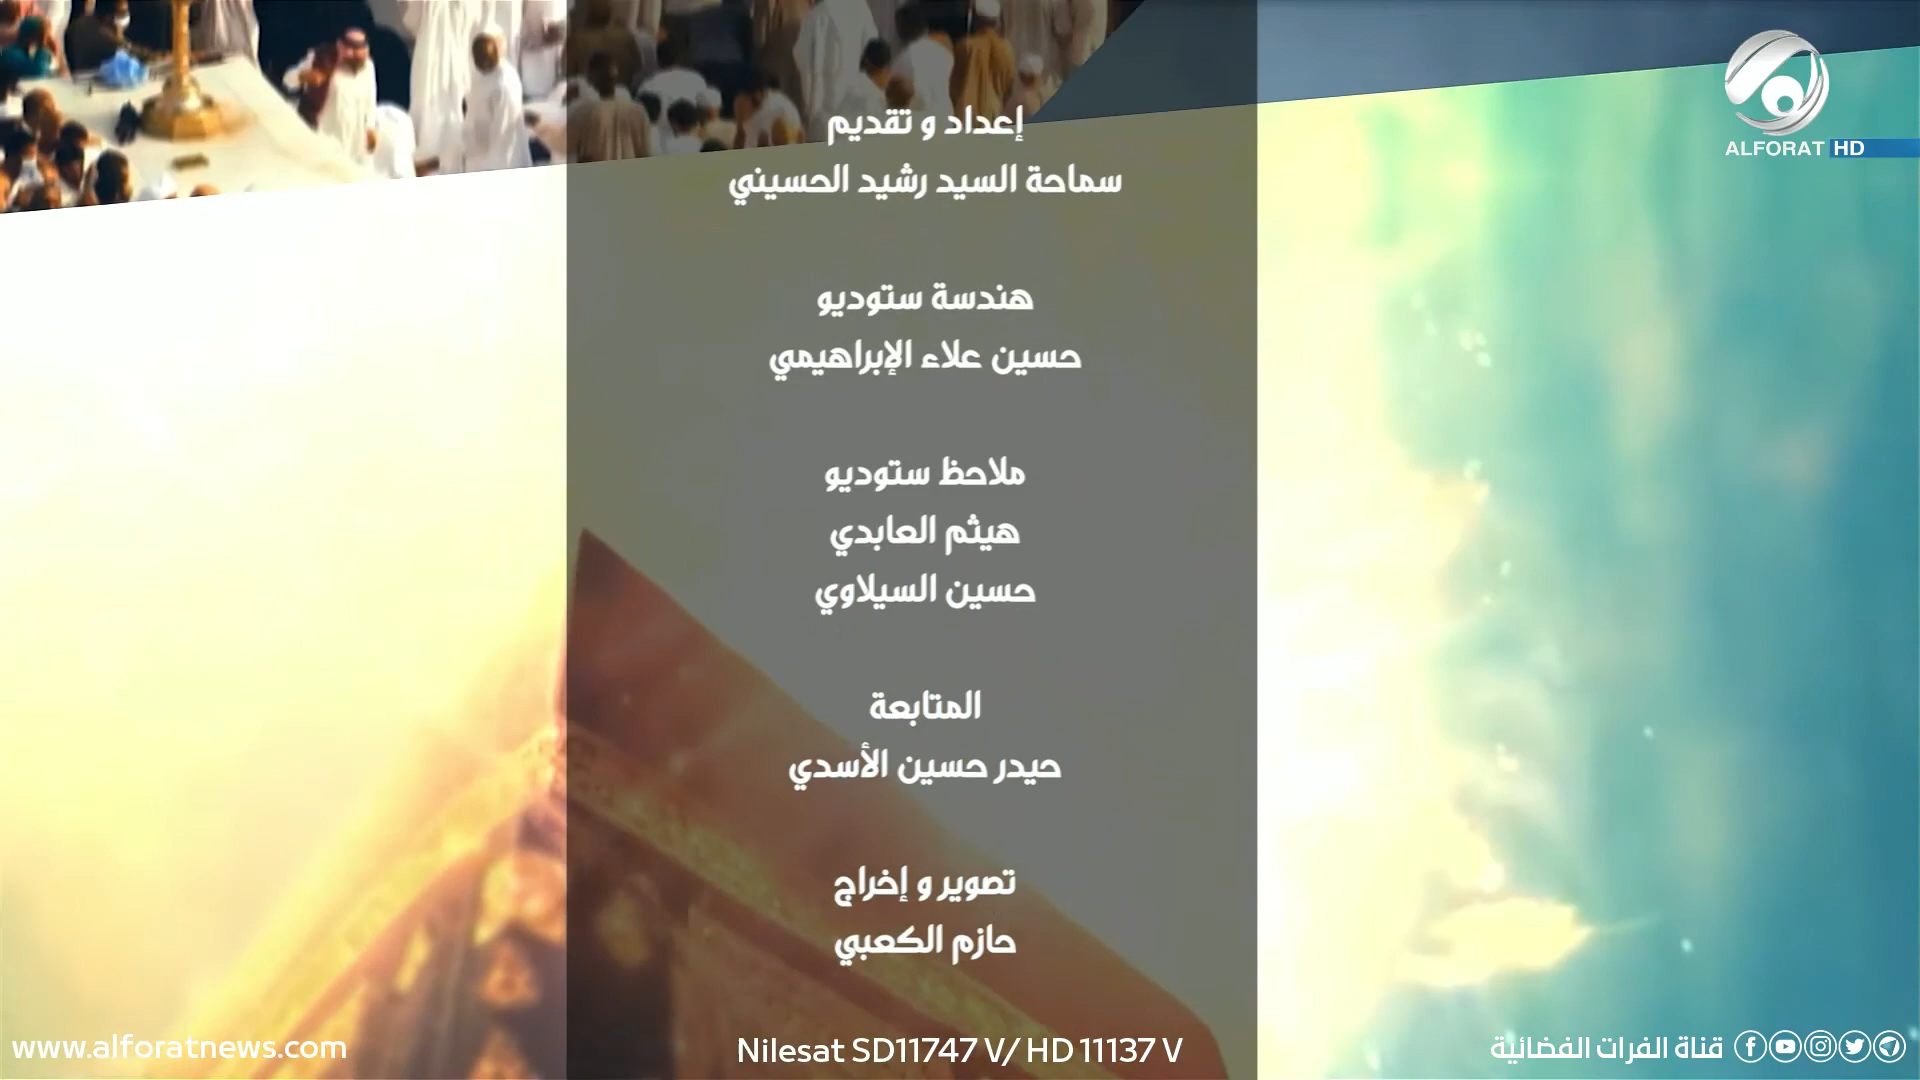 ALFORAT HD
إعداد و تقديم
سماحة السيد رشيد الحسيني
هندسة ستوديو
حسين علاء الإبراهيمي
ملاحظ ستوديو
هيثم العابدي
حسين السيلاوي
المتابعة
حيدر حسين الأسدي
تصوير و إخراج
حازم الكعبي
www.alforatnews.com
Nilesat SD11747 V/ HD 11137 V
قناة الفرات الفضائية